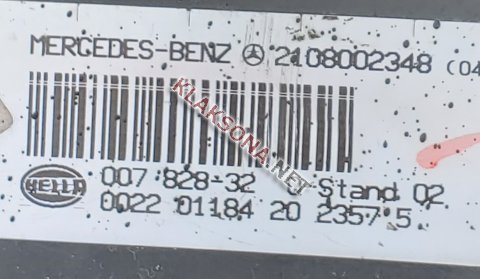 MERCEDES-BENZ 2108002348 (04
KLAKSONA.NET
HELLA 007 828-32 Stand 02
0022 01184 20 2357 5